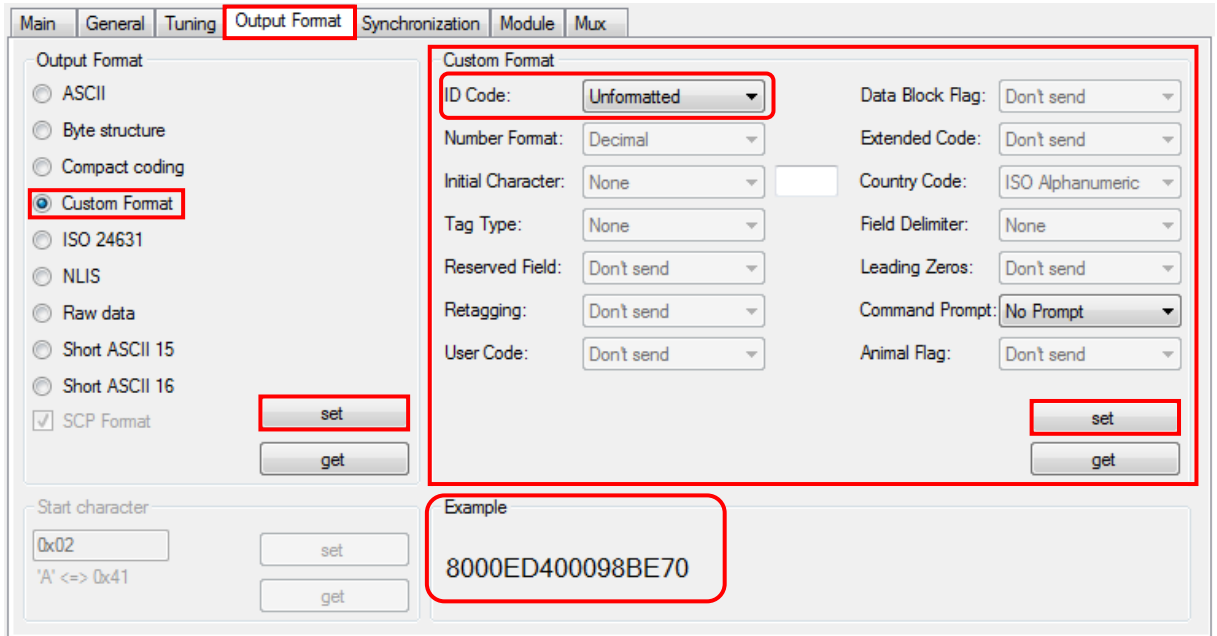 Main General Tuning Output Format Synchronization Module Mux
Output Format
ASCII
Byte structure
Compact coding
Custom Format
ISO 24631
NLIS
Raw data
Short ASCII 15
Short ASCII 16
SCP Format
set
get
Custom Format
ID Code: Unformatted
Number Format: Decimal
Initial Character: None
Tag Type: None
Reserved Field: Don't send
Retagging: Don't send
User Code: Don't send
Data Block Flag: Don't send
Extended Code: Don't send
Country Code: ISO Alphanumeric
Field Delimiter: None
Leading Zeros: Don't send
Command Prompt: No Prompt
Animal Flag: Don't send
set
get
Start character
0x02
'A' <=> 0x41
set
get
Example
8000ED400098BE70